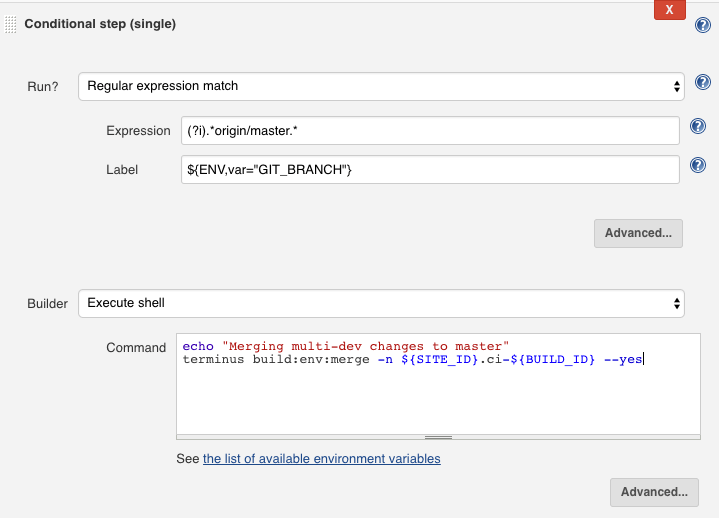 X
Conditional step (single)
?
Run?
Regular expression match
?
Expression
(?i).*origin/master.*
?
Label
${ENV,var="GIT_BRANCH"}
?
Advanced...
Builder
Execute shell
Command
echo "Merging multi-dev changes to master"
terminus build:env:merge -n ${SITE_ID}.ci-${BUILD_ID} --yes
See the list of available environment variables
Advanced...